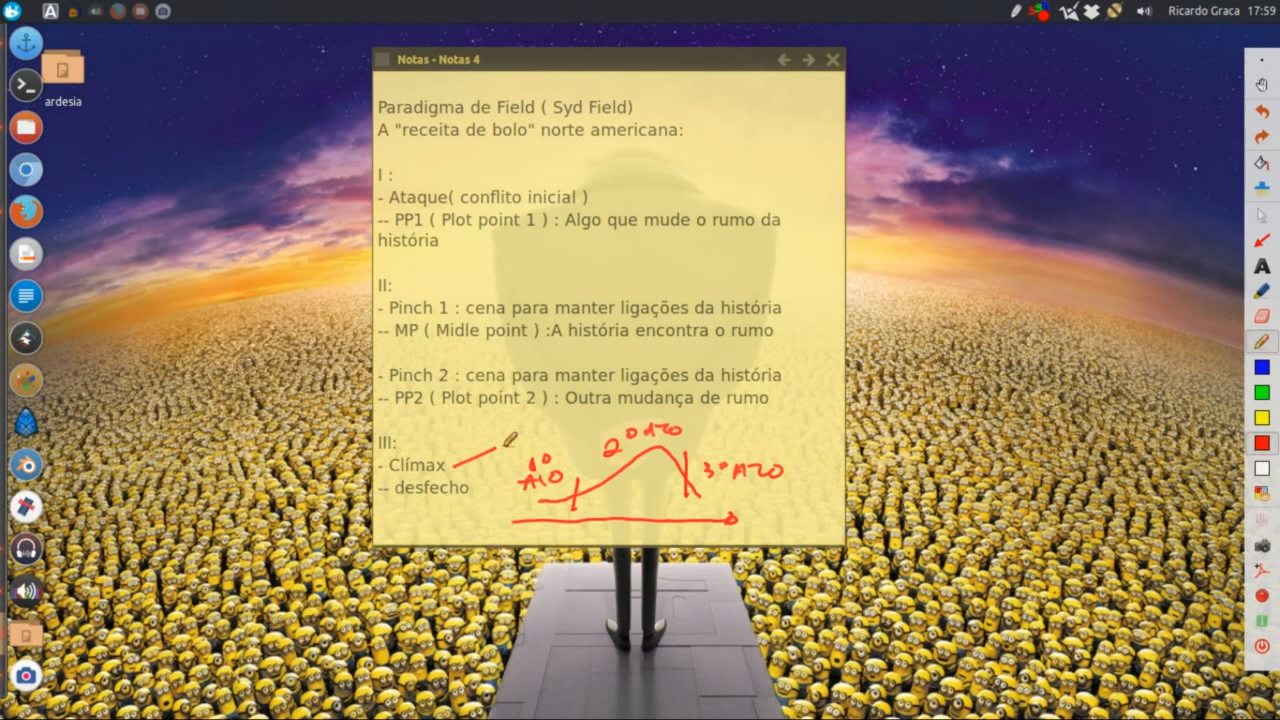 Ricardo Graca 17:59
ardesia
Notas - Notas 4
Paradigma de Field ( Syd Field)
A "receita de bolo" norte americana:
I :
- Ataque( conflito inicial )
-- PP1 ( Plot point 1 ) : Algo que mude o rumo da
história
II:
- Pinch 1 : cena para manter ligações da história
-- MP ( Midle point ) :A história encontra o rumo
- Pinch 2 : cena para manter ligações da história
-- PP2 ( Plot point 2 ) : Outra mudança de rumo
III:
- Clímax
-- desfecho
1º
ATO
2º ATO
3º ATO